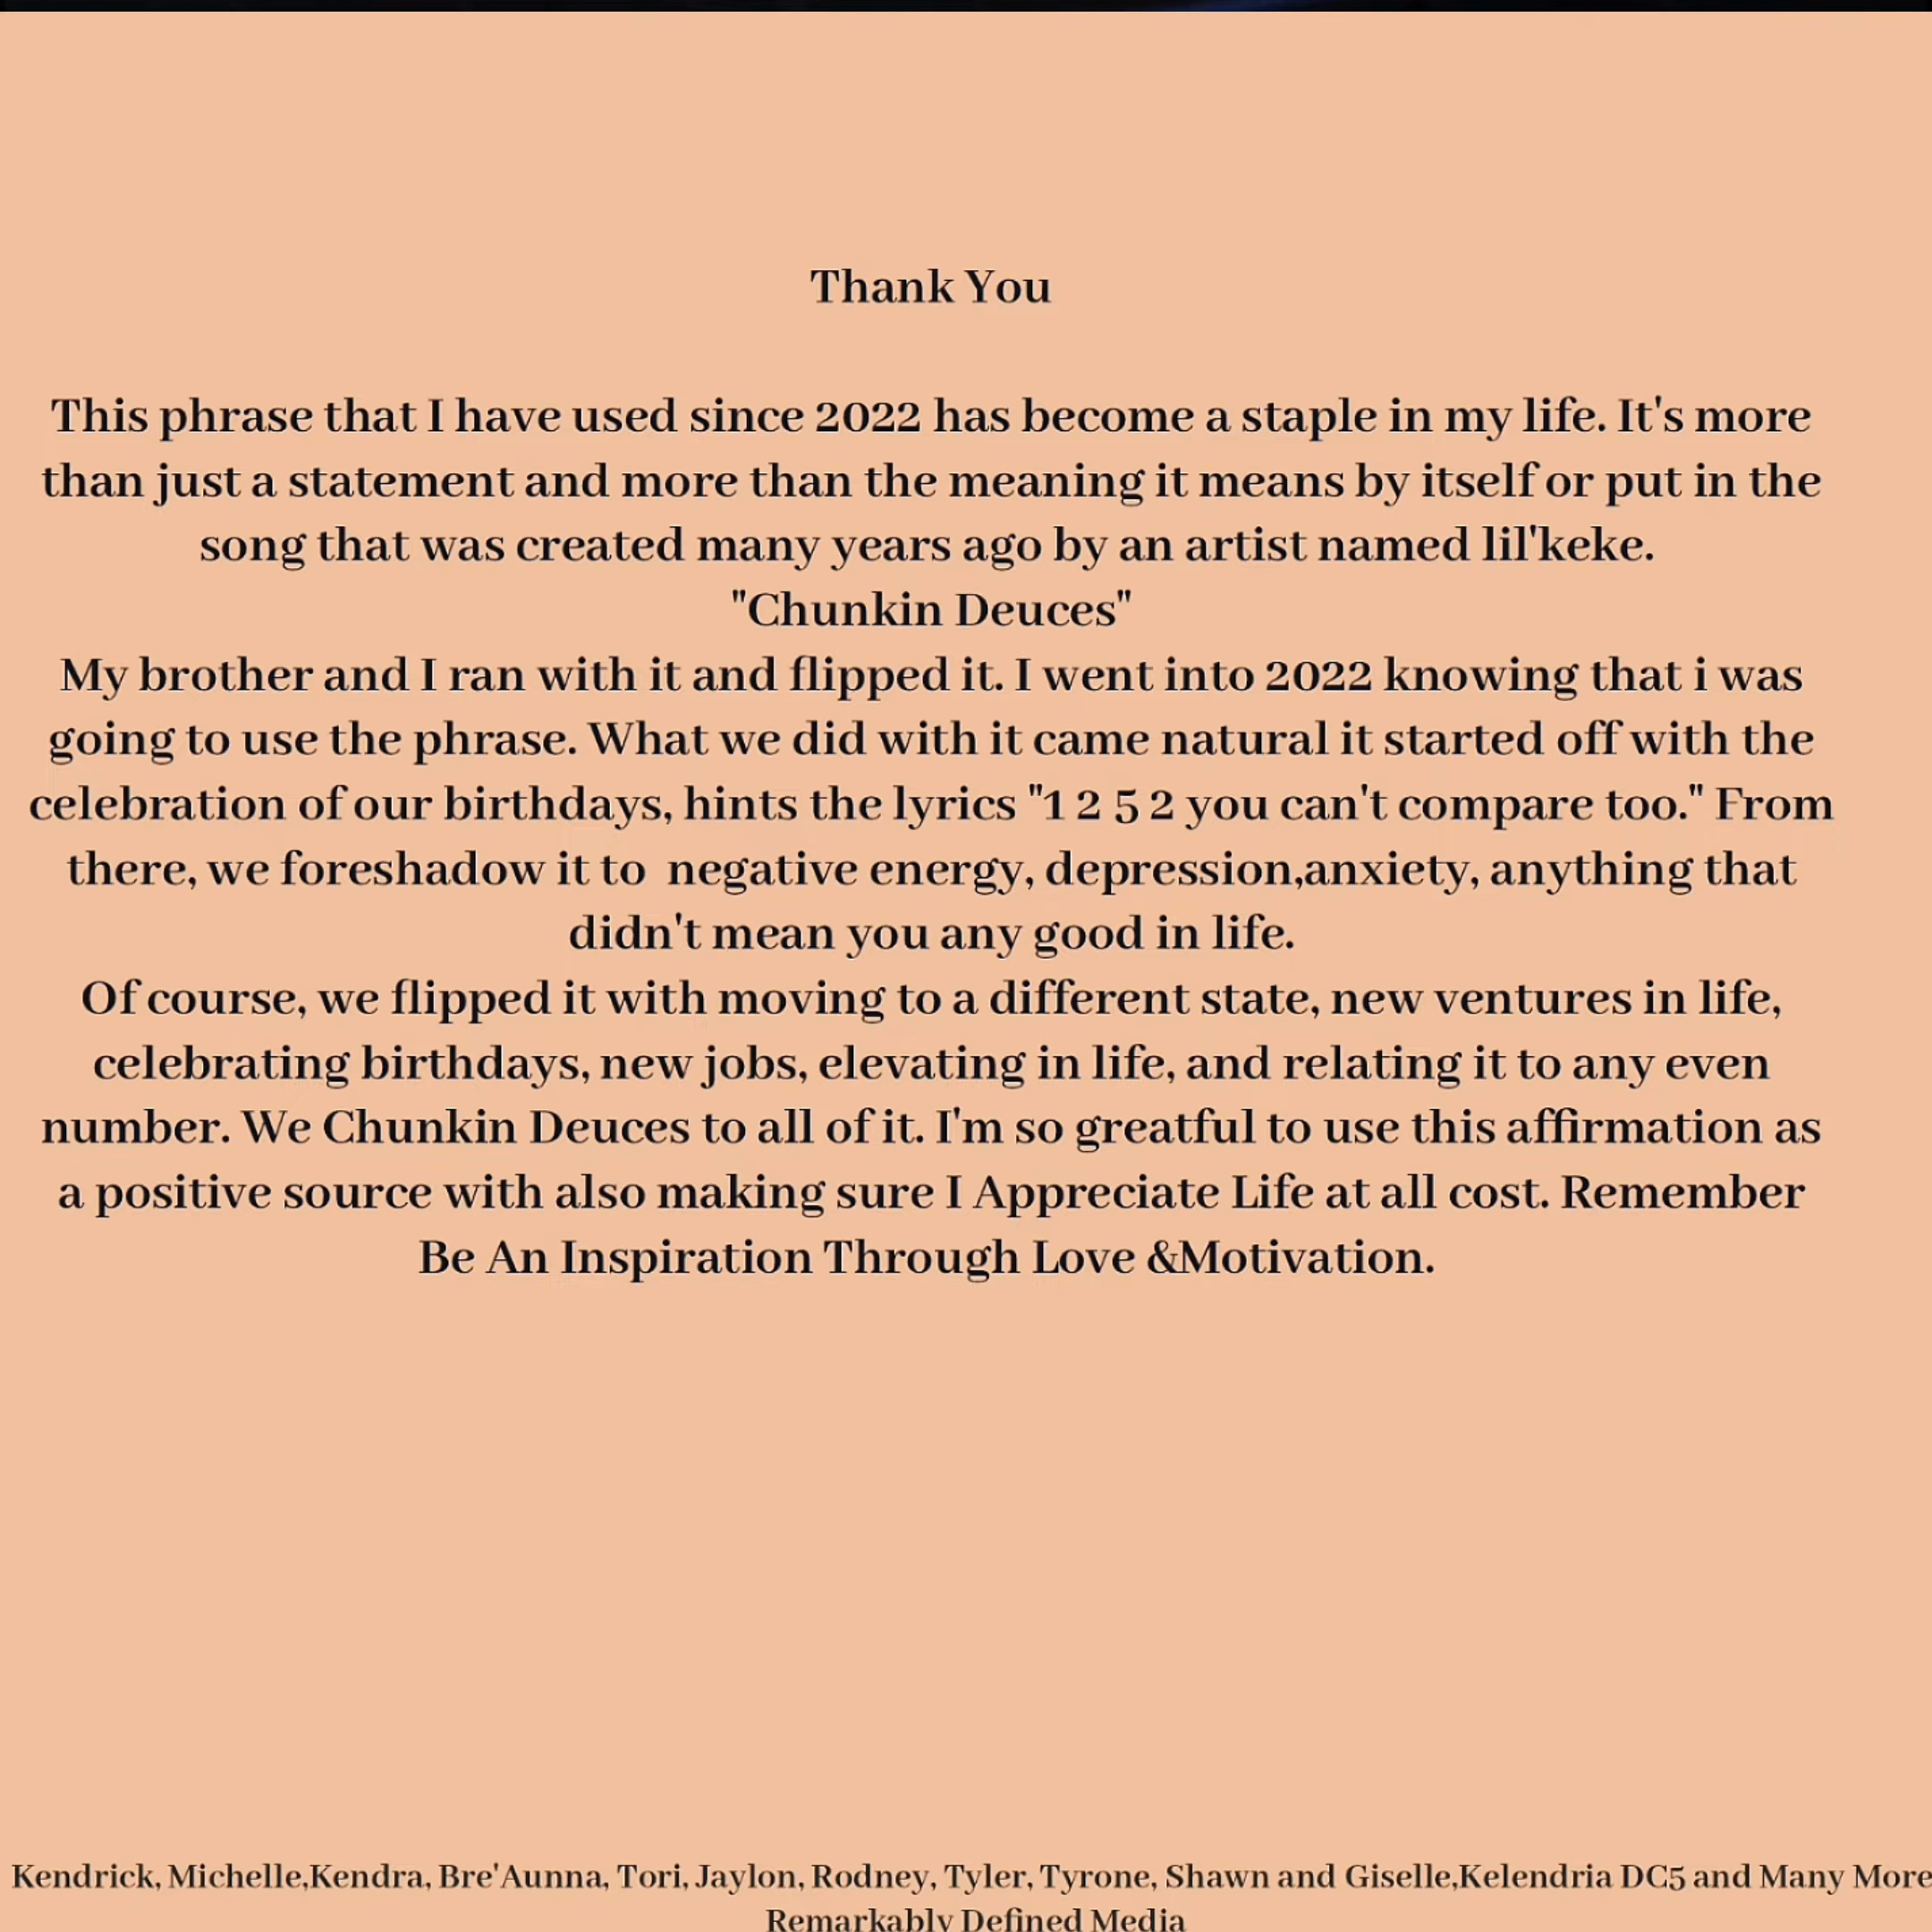 Thank You
This phrase that I have used since 2022 has become a staple in my life. It's more
than just a statement and more than the meaning it means by itself or put in the
song that was created many years ago by an artist named lil'keke.
"Chunkin Deuces"
My brother and I ran with it and flipped it. I went into 2022 knowing that i was
going to use the phrase. What we did with it came natural it started off with the
celebration of our birthdays, hints the lyrics "1 2 5 2 you can't compare too." From
there, we foreshadow it to  negative energy, depression,anxiety, anything that
didn't mean you any good in life.
Of course, we flipped it with moving to a different state, new ventures in life,
celebrating birthdays, new jobs, elevating in life, and relating it to any even
number. We Chunkin Deuces to all of it. I'm so greatful to use this affirmation as
a positive source with also making sure I Appreciate Life at all cost. Remember
Be An Inspiration Through Love &Motivation.
Kendrick, Michelle,Kendra, Bre'Aunna, Tori, Jaylon, Rodney, Tyler, Tyrone, Shawn and Giselle,Kelendria DC5 and Many More
Remarkably Defined Media